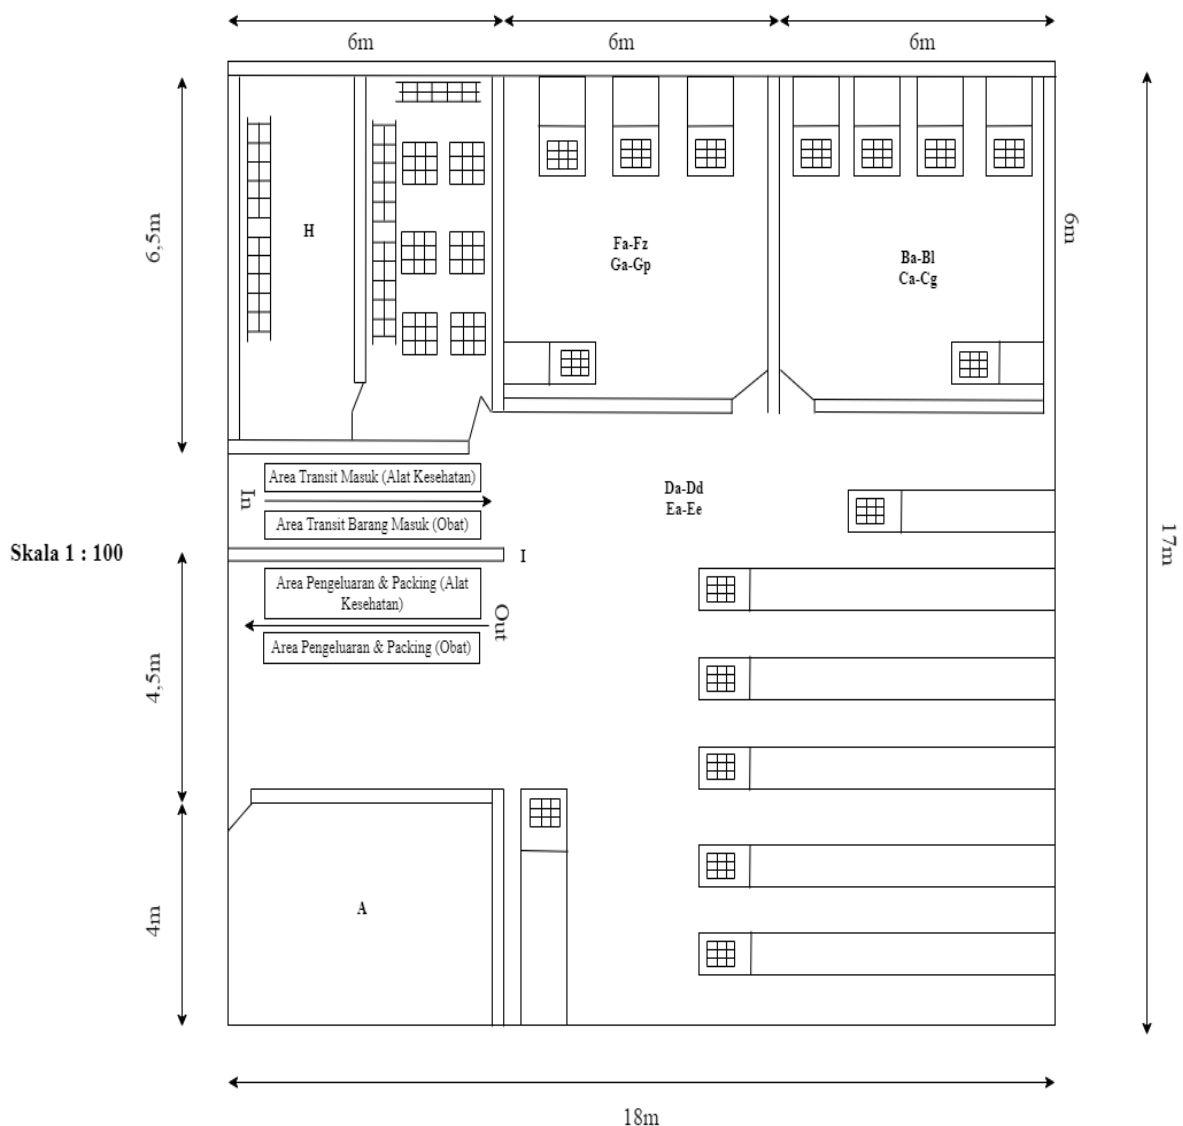 6m
6m
6m
6,5m
H
Fa-Fz
Ga-Gp
Ba-Bl
Ca-Cg
6m
17m
Area Transit Masuk (Alat Kesehatan)
In
Area Transit Barang Masuk (Obat)
Da-Dd
Ea-Ee
Skala 1 : 100
I
Area Pengeluaran & Packing (Alat
Kesehatan)
Out
Area Pengeluaran & Packing (Obat)
4,5m
4m
A
18m